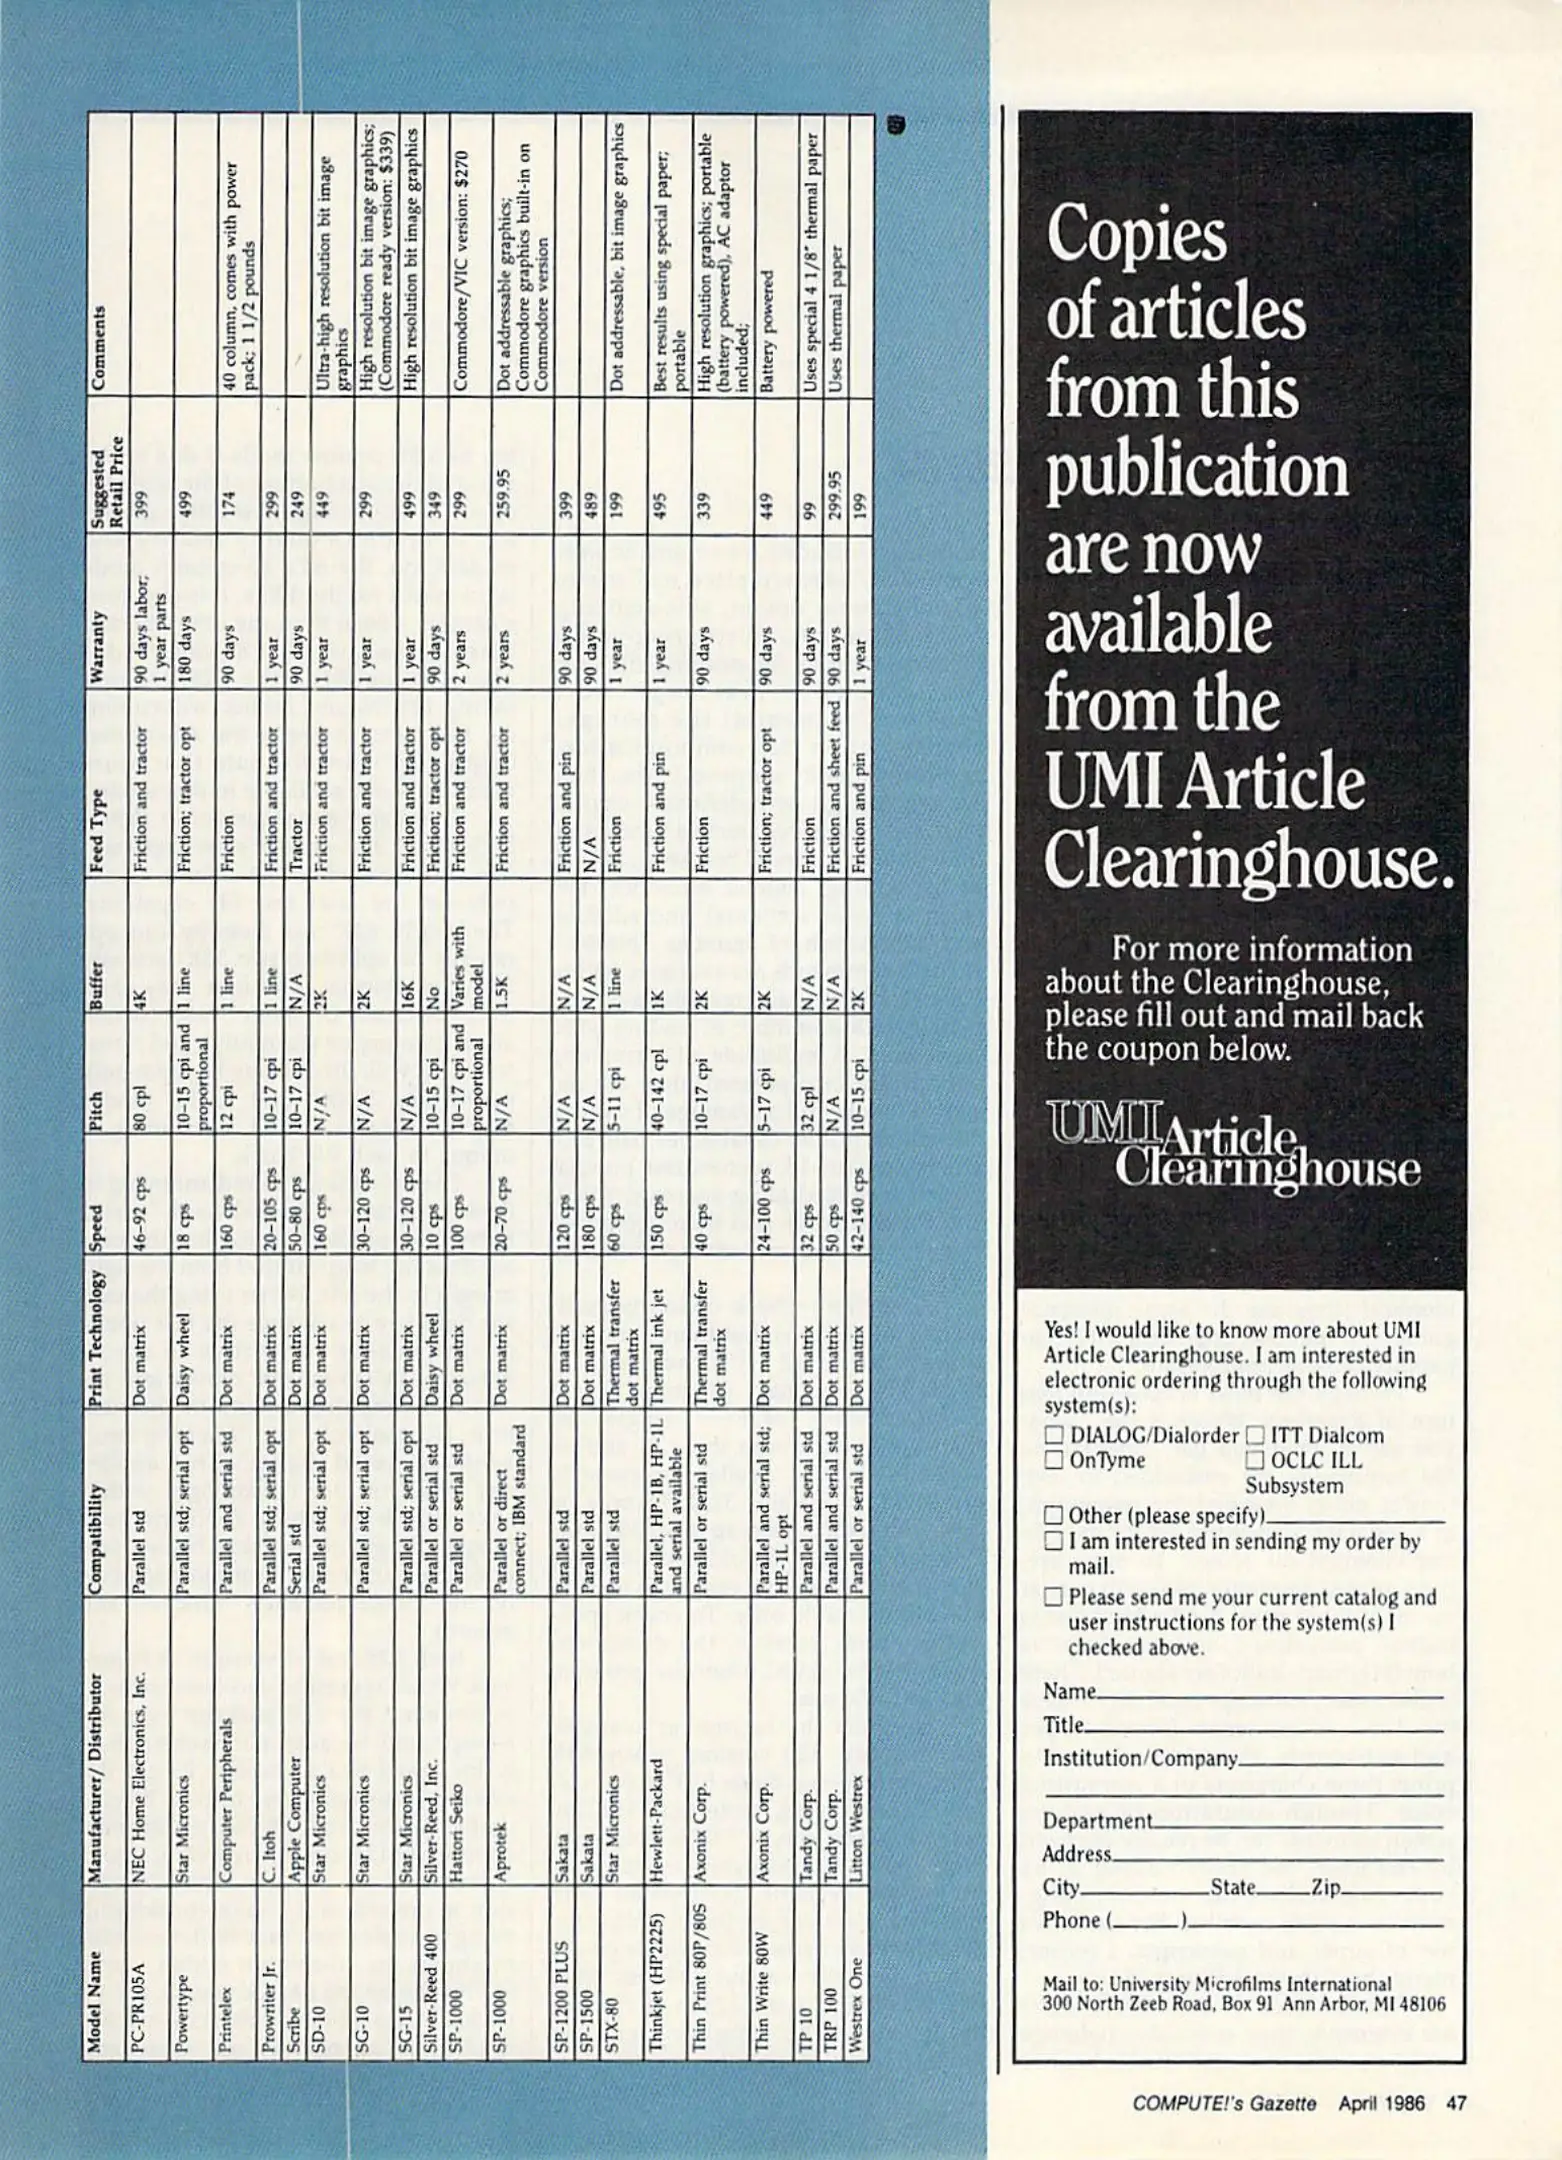 Model Name Manufacturer/Distributor Compatibility Print Technology Speed Pitch Buffer Feed Type Warranty Suggested Retail Price Comments
PC-PR105A NEC Home Electronics, Inc. Parallel std Dot matrix 46-92 cps 80 cpl 4K Friction and tractor 90 days labor; 1 year parts 399
Powertype Star Micronics Parallel std; serial opt Daisy wheel 18 cps 10-15 cpi and proportional 1 line Friction; tractor opt 180 days 499
Printelex Computer Peripherals Parallel and serial std Dot matrix 160 cps 12 cpi 1 line Friction 90 days 174 40 column, comes with power pack; 1 1/2 pounds
Prowriter Jr. C. Itoh Parallel std; serial opt Dot matrix 20-105 cps 10-17 cpi 1 line Friction and tractor 1 year 299
Scribe Apple Computer Serial std Dot matrix 50-80 cps 10-17 cpi N/A Tractor 90 days 249
SD-10 Star Micronics Parallel std; serial opt Dot matrix 160 cps N/A 2K Friction and tractor 1 year 449 Ultra-high resolution bit image graphics
SG-10 Star Micronics Parallel std; serial opt Dot matrix 30-120 cps N/A 2K Friction and tractor 1 year 299 High resolution bit image graphics; (Commodore ready version: $339)
SG-15 Star Micronics Parallel std; serial opt Dot matrix 30-120 cps N/A 16K Friction and tractor 1 year 499 High resolution bit image graphics
Silver-Reed 400 Silver-Reed, Inc. Parallel or serial std Daisy wheel 10 cps 10-15 cpi No Friction; tractor opt 90 days 349
SP-1000 Hattori Seiko Parallel or serial std Dot matrix 100 cps 10-17 cpi and proportional Varies with model Friction and tractor 2 years 299 Commodore/VIC version: $270
SP-1000 Aprotek Parallel or direct connect; IBM standard Dot matrix 20-70 cps N/A 1.5K Friction and tractor 2 years 259.95 Dot addressable graphics; Commodore graphics built-in on Commodore version
SP-1200 PLUS Sakata Parallel std Dot matrix 120 cps N/A N/A Friction and pin 90 days 399
SP-1500 Sakata Parallel std Dot matrix 180 cps N/A N/A N/A 90 days 489
STX-80 Star Micronics Parallel std Thermal transfer dot matrix 60 cps 5-11 cpi 1 line Friction 1 year 199 Dot addressable, bit image graphics
Thinkjet (HP2225) Hewlett-Packard Parallel, HP-1B, HP-1L and serial available Thermal ink jet 150 cps 40-142 cpl 1K Friction and pin 1 year 495 Best results using special paper; portable
Thin Print 80P/80S Axonix Corp. Parallel or serial std Thermal transfer dot matrix 40 cps 10-17 cpi 2K Friction 90 days 339 High resolution graphics; portable (battery powered), AC adaptor included;
Thin Write 80W Axonix Corp. Parallel and serial std; HP-1L opt Dot matrix 24-100 cps 5-17 cpi 2K Friction; tractor opt 90 days 449 Battery powered
TP 10 Tandy Corp. Parallel and serial std Dot matrix 32 cps 32 cpl N/A Friction 90 days 99 Uses special 4 1/8" thermal paper
TRP 100 Tandy Corp. Parallel and serial std Dot matrix 50 cps N/A N/A Friction and sheet feed 90 days 299.95 Uses thermal paper
Westrex One Litton Westrex Parallel or serial std Dot matrix 42-140 cps 10-15 cpi 2K Friction and pin 1 year 199
Copies
of articles
from this
publication
are now
available
from the
UMI Article
Clearinghouse.
For more information
about the Clearinghouse,
please fill out and mail back
the coupon below.
UMI Article
Clearinghouse
Yes! I would like to know more about UMI
Article Clearinghouse. I am interested in
electronic ordering through the following
system(s):
□ DIALOG/Dialorder □ ITT Dialcom
□ OnTyme □ OCLC ILL
Subsystem
□ Other (please specify)
□ I am interested in sending my order by
mail.
□ Please send me your current catalog and
user instructions for the system(s) I
checked above.
Name
Title
Institution/Company
Department
Address
City State Zip
Phone ( )
Mail to: University Microfilms International
300 North Zeeb Road, Box 91 Ann Arbor, MI 48106
COMPUTE!'s Gazette April 1986 47